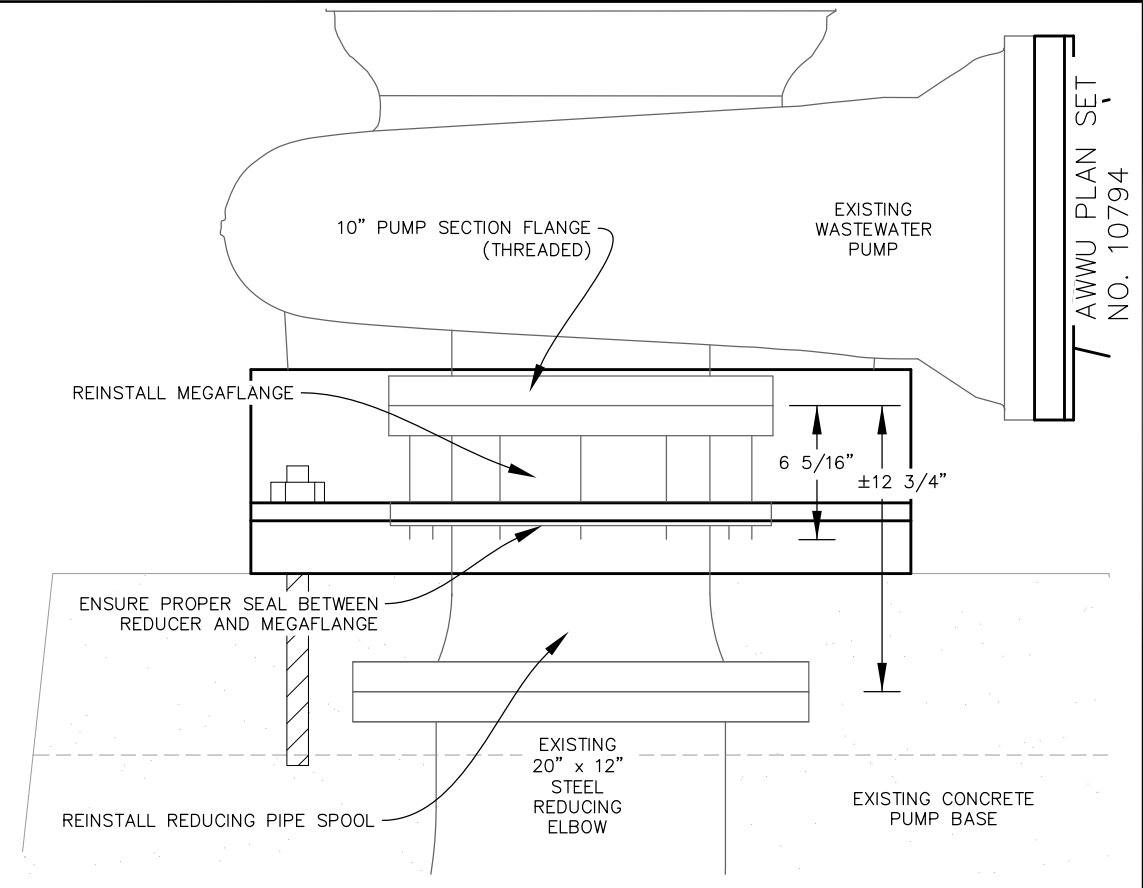 10” PUMP SECTION FLANGE
(THREADED)
EXISTING
WASTEWATER
PUMP
AWWU PLAN SET
NO. 10794
REINSTALL MEGAFLANGE
6 5/16”
±12 3/4”
ENSURE PROPER SEAL BETWEEN
REDUCER AND MEGAFLANGE
EXISTING
20” x 12”
STEEL
REDUCING
ELBOW
EXISTING CONCRETE
PUMP BASE
REINSTALL REDUCING PIPE SPOOL